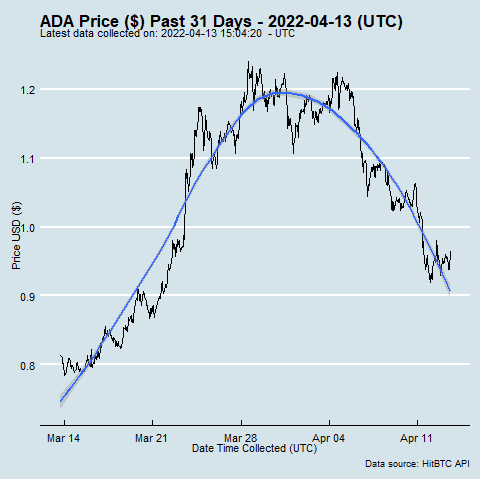 ADA Price ($) Past 31 Days - 2022-04-13 (UTC)
Latest data collected on: 2022-04-13 15:04:20 - UTC
Price USD ($)
1.2
1.1
1.0
0.9
0.8
Mar 14 Mar 21 Mar 28 Apr 04 Apr 11
Date Time Collected (UTC)
Data source: HitBTC API